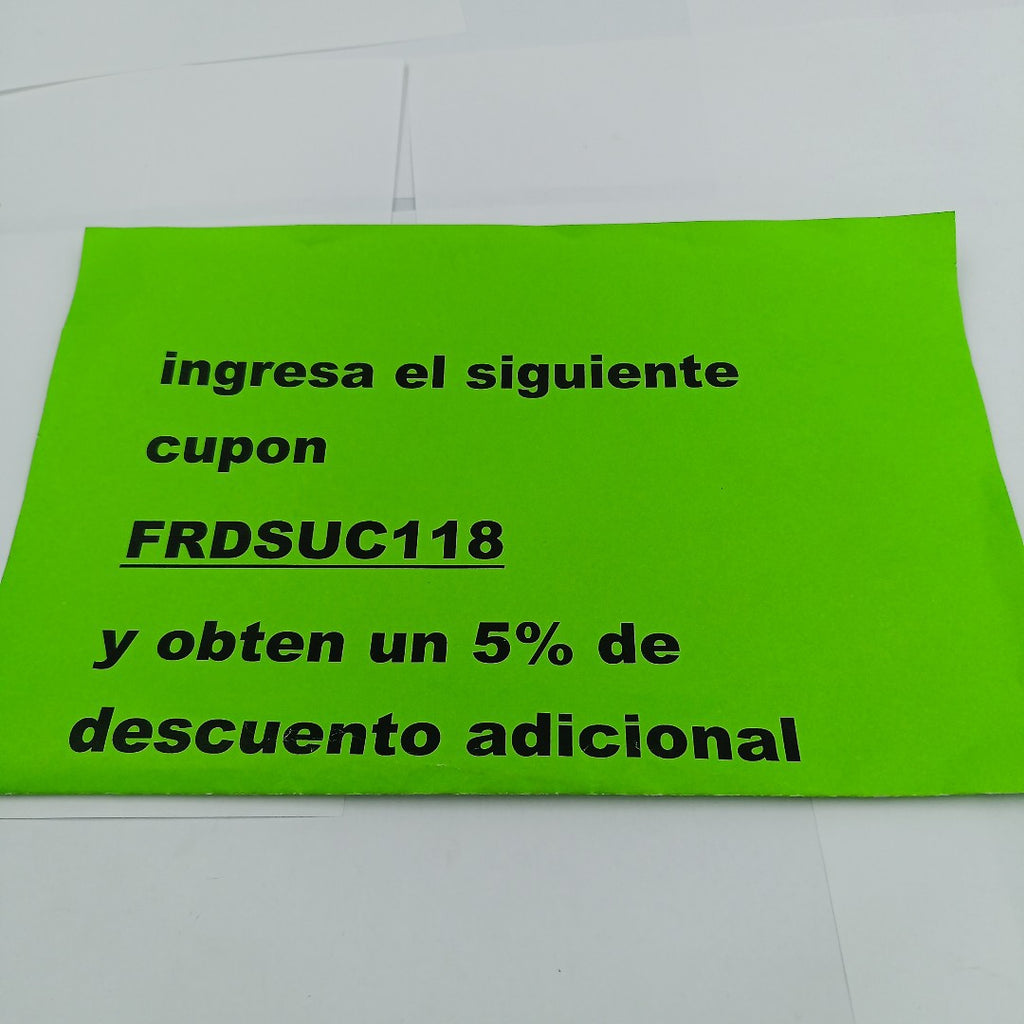 ingresa el siguiente
cupon
FRDSUC118
y obten un 5% de
descuento adicional